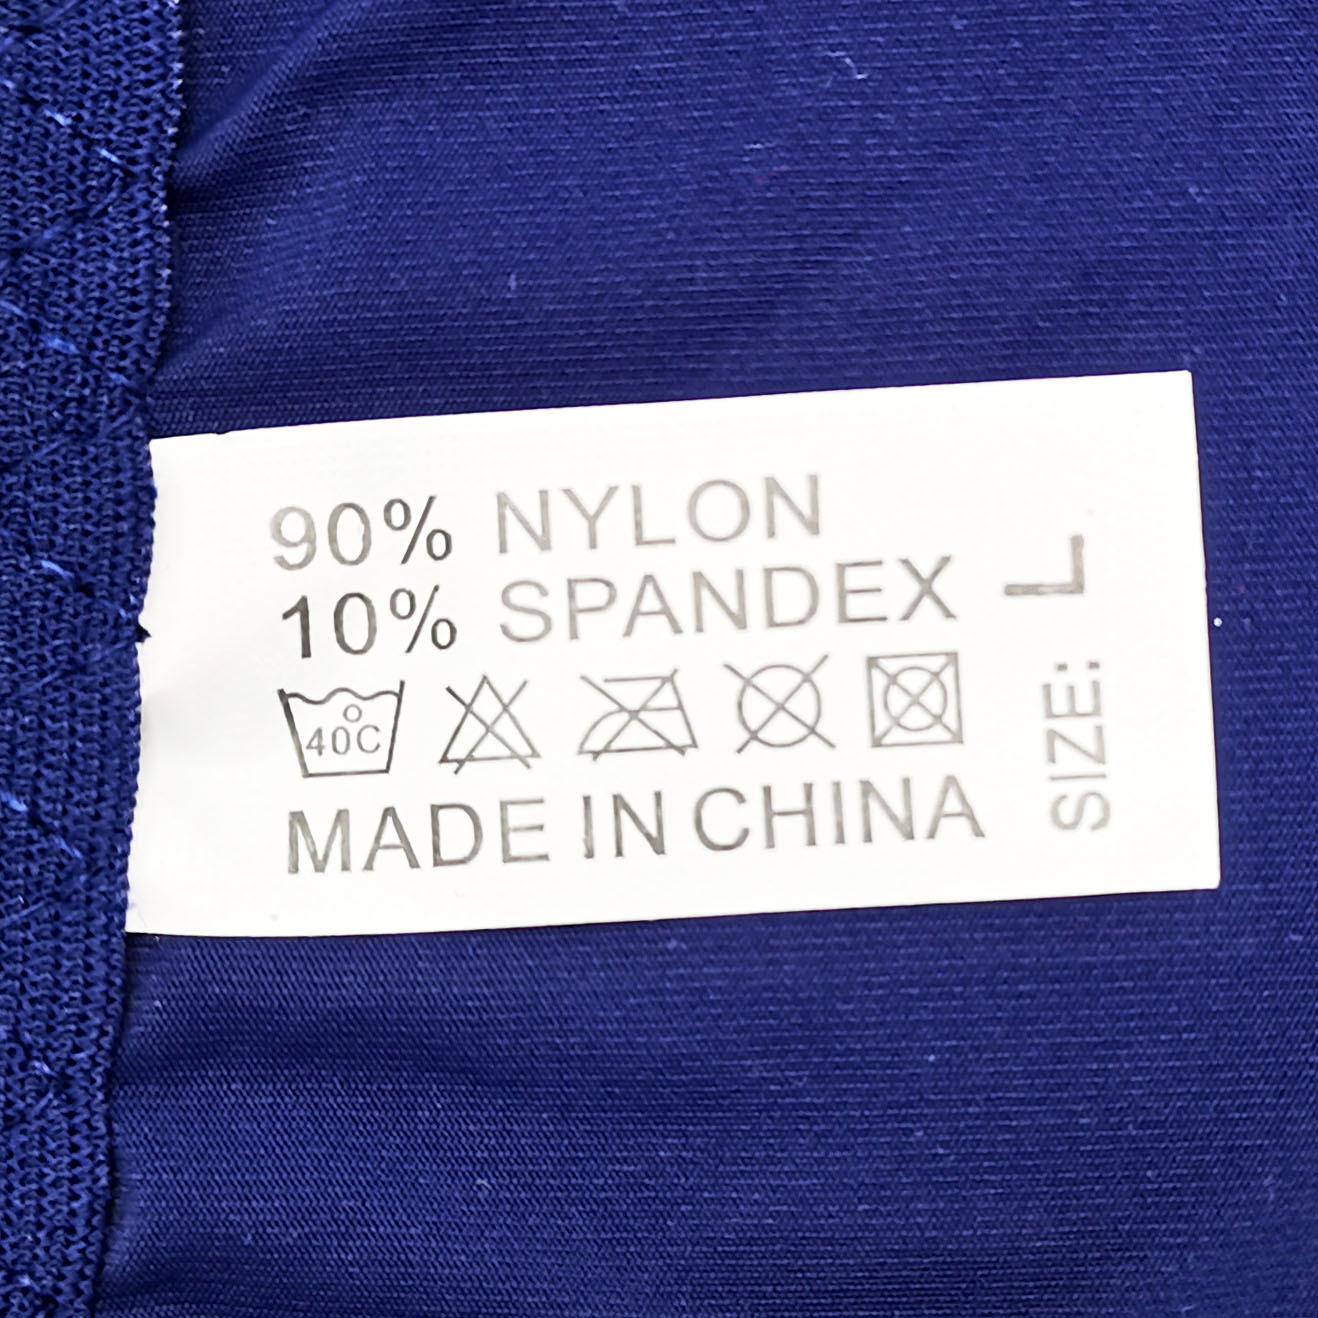 90% NYLON
10% SPANDEX
40°C
MADE IN CHINA
SIZE: L